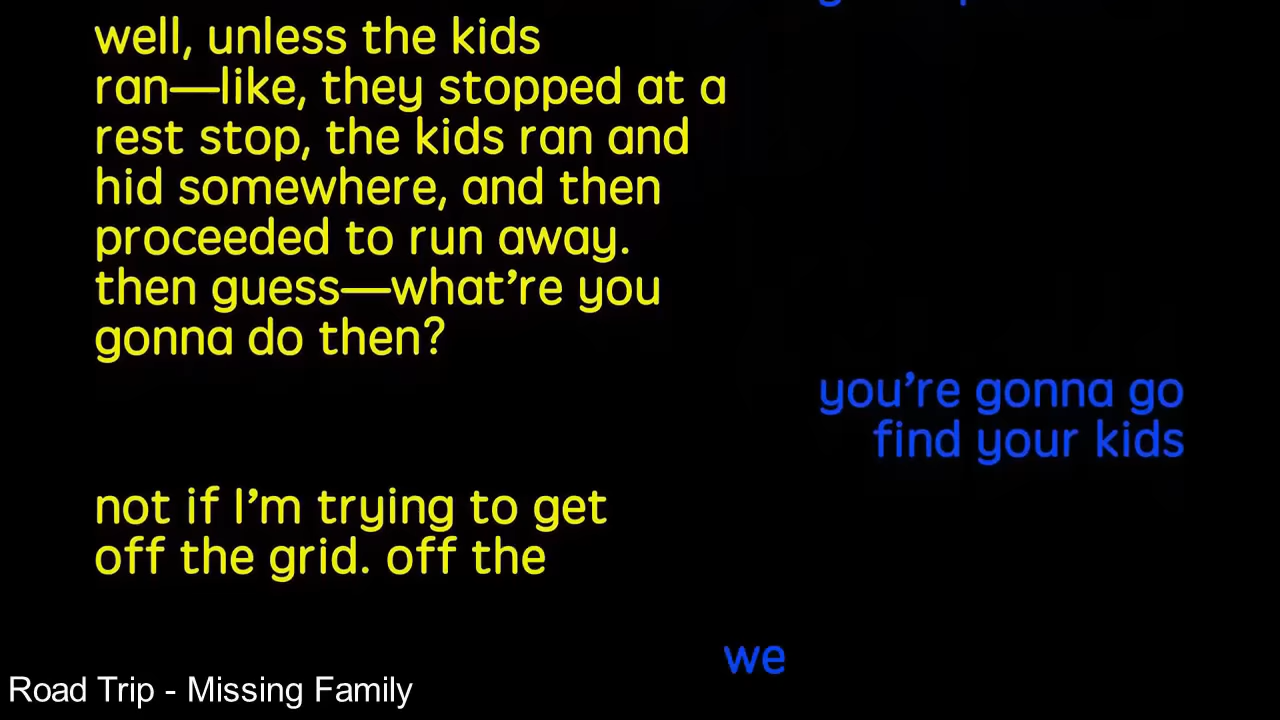 well, unless the kids
ran—like, they stopped at a
rest stop, the kids ran and
hid somewhere, and then
proceeded to run away.
then guess—what’re you
gonna do then?
you’re gonna go
find your kids
not if I’m trying to get
off the grid. off the
we
Road Trip - Missing Family